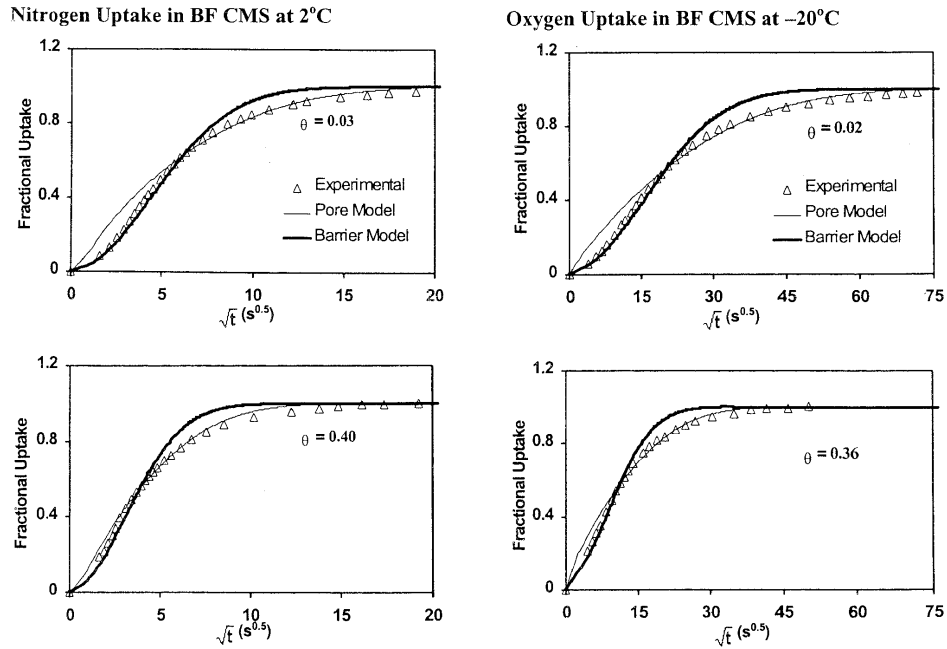 Nitrogen Uptake in BF CMS at 2°C
1.2
0.8
0.4
0
Fractional Uptake
θ = 0.03
Experimental
Pore Model
Barrier Model
0 5 10 15 20
√t (s^0.5)
Oxygen Uptake in BF CMS at –20°C
1.2
0.8
0.4
0
Fractional Uptake
θ = 0.02
Experimental
Pore Model
Barrier Model
0 15 30 45 60 75
√t (s^0.5)
1.2
0.8
0.4
0
Fractional Uptake
θ = 0.40
0 5 10 15 20
√t (s^0.5)
1.2
0.8
0.4
0
Fractional Uptake
θ = 0.36
0 15 30 45 60 75
√t (s^0.5)